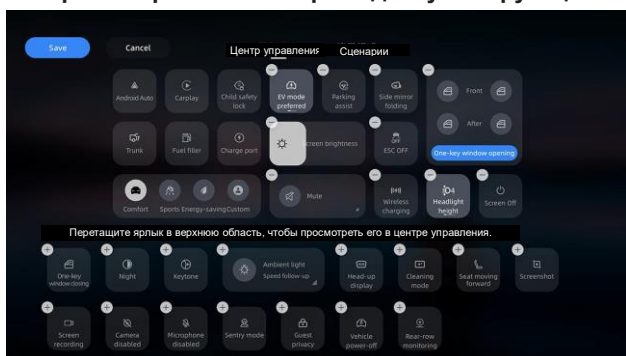 Save
Cancel
Центр управления
Сценарии
Android Auto
Carplay
Child safety lock
EV mode preferred
Parking assist
Side mirror folding
Front
After
One-key window opening
Trunk
Fuel filler
Charge port
Screen brightness
ESC OFF
Comfort
Sports
Energy-saving
Custom
Mute
Wireless charging
Headlight height
Screen Off
Перетащите ярлык в верхнюю область, чтобы просмотреть его в центре управления.
One-key window closing
Night
Keytone
Ambient light
Speed follow-up
Head-up display
Cleaning mode
Seat moving forward
Screenshot
Screen recording
Camera disabled
Microphone disabled
Sentry mode
Guest privacy
Vehicle power-off
Rear-row monitoring